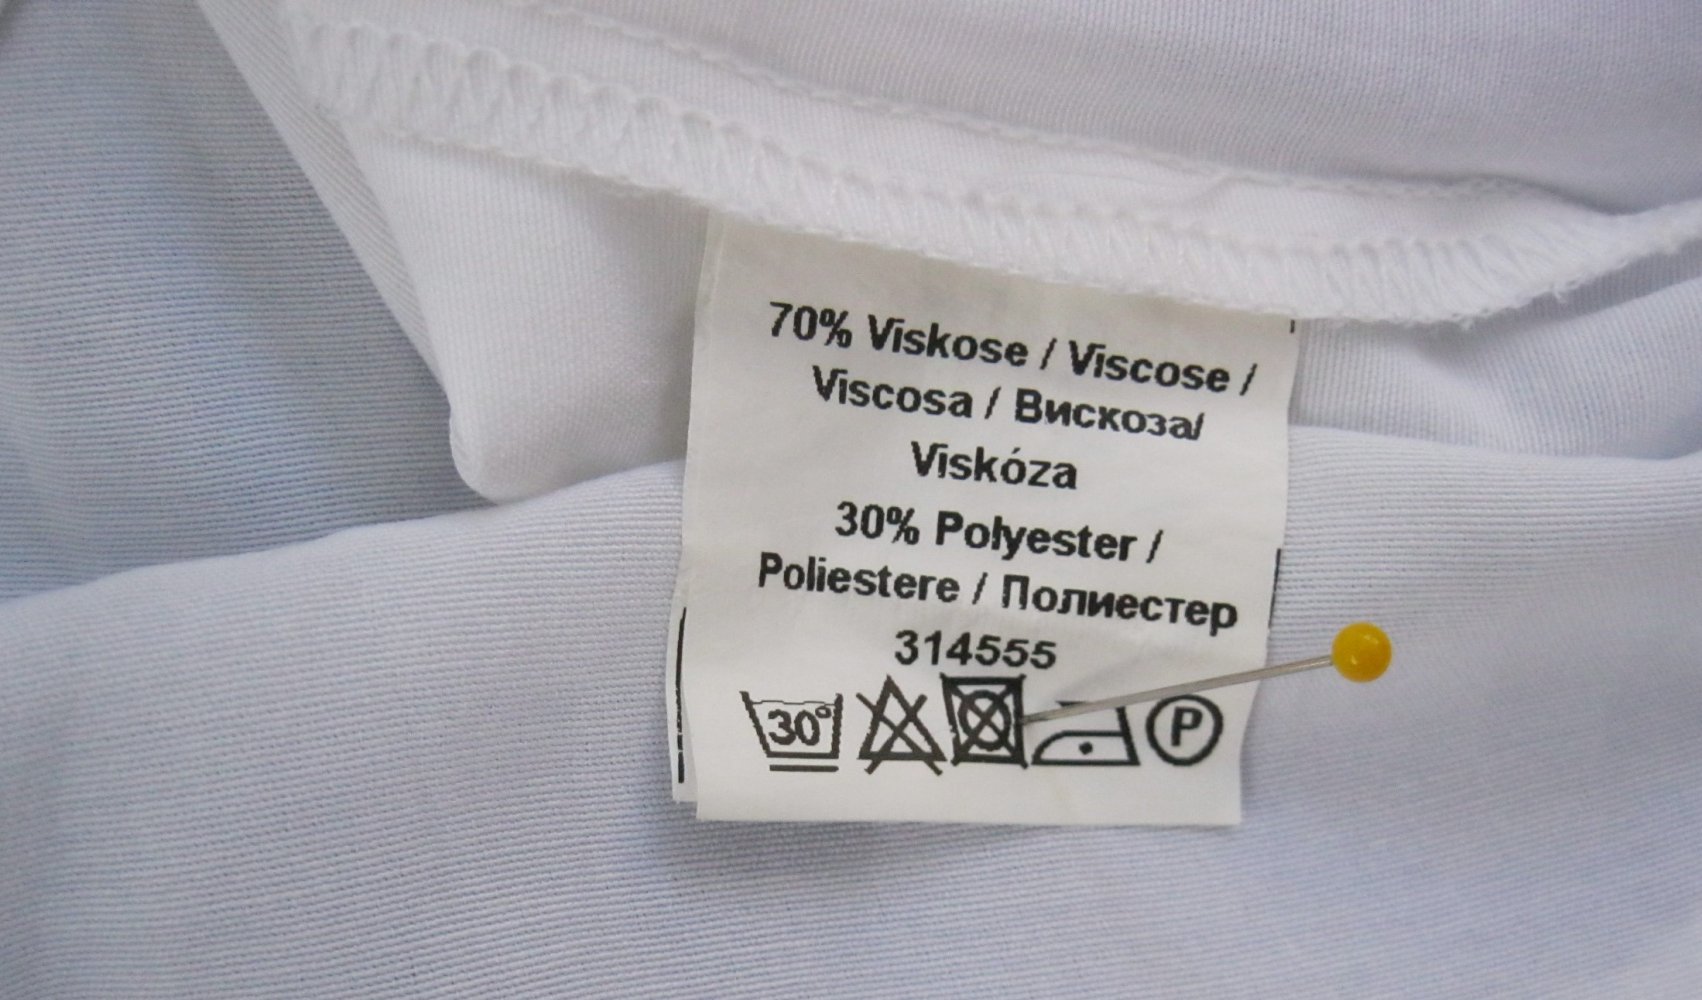 70% Viskose / Viscose /
Viscosa / Вискоза/
Viskóza
30% Polyester /
Poliestere / Полиестер
314555
30° P